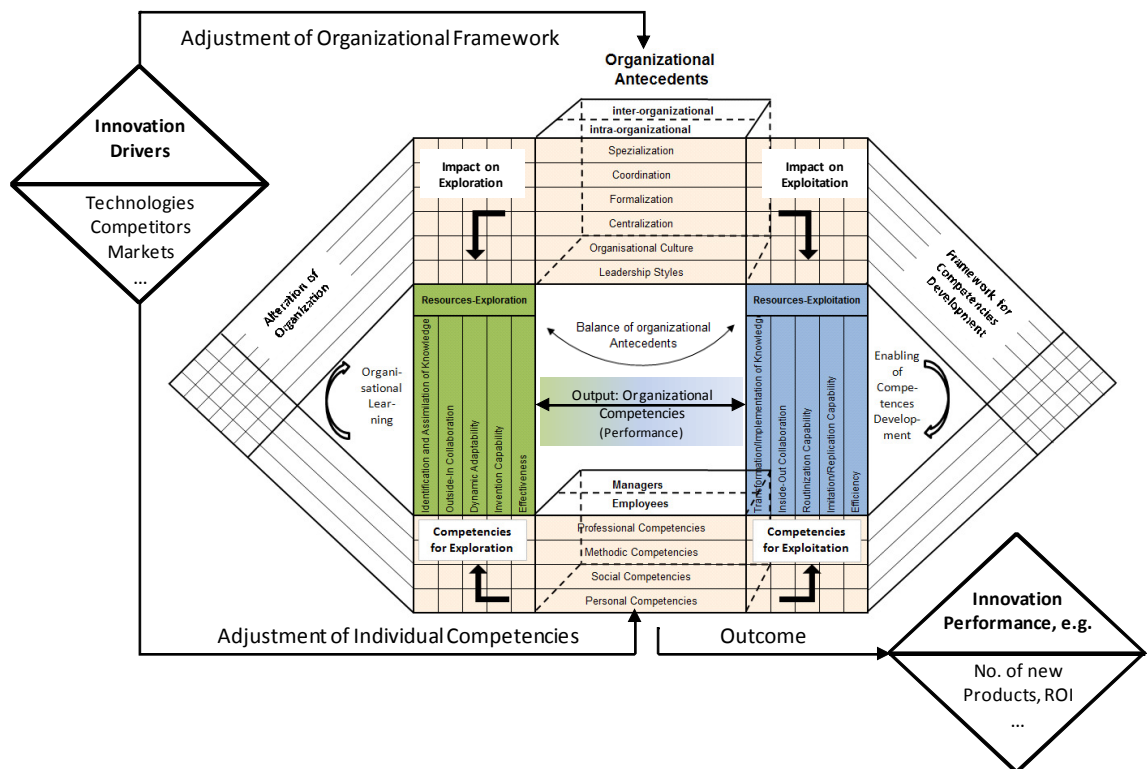 Adjustment of Organizational Framework
Organizational
Antecedents
Innovation
Drivers
Technologies
Competitors
Markets
...
inter-organizational
intra-organizational
Impact on
Exploration
Spezialization
Coordination
Formalization
Centralization
Organisational Culture
Leadership Styles
Impact on
Exploitation
Alteration of
Organization
Framework for
Competencies
Development
Resources-Exploration
Identification and Assimilation of Knowledge
Outside-In Collaboration
Dynamic Adaptability
Invention Capability
Effectiveness
Balance of organizational
Antecedents
Output: Organizational
Competencies
(Performance)
Resources-Exploitation
Transformation/Implementation of Knowledge
Inside-Out Collaboration
Routinization Capability
Imitation/Replication Capability
Efficiency
Organi-
sational
Lear-
ning
Enabling
of
Compe-
tences
Develop-
ment
Managers
Employees
Competencies
for Exploration
Professional Competencies
Methodic Competencies
Social Competencies
Personal Competencies
Competencies
for Exploitation
Adjustment of Individual Competencies
Outcome
Innovation
Performance, e.g.
No. of new
Products, ROI
...